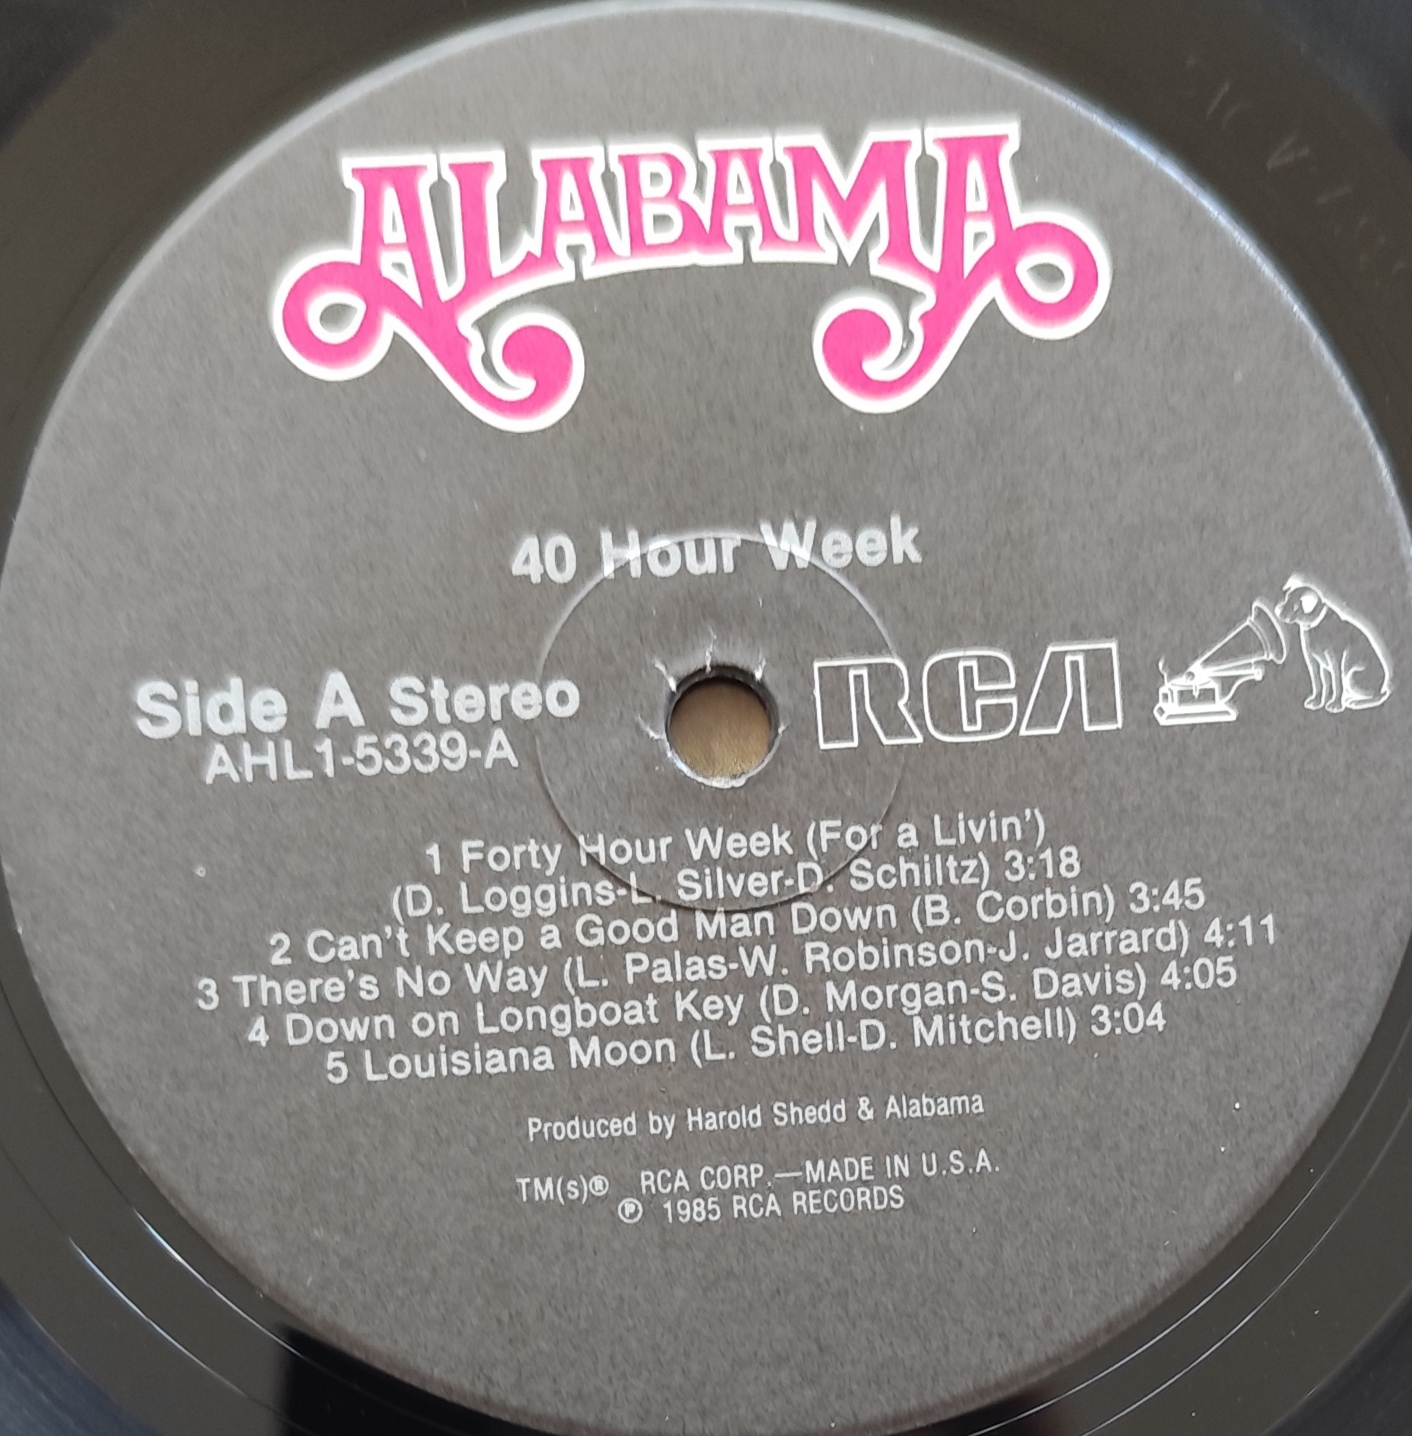 ALABAMA
40 Hour Week
Side A Stereo
AHL1-5339-A
RCA
1 Forty Hour Week (For a Livin')
(D. Loggins-L. Silver-D. Schiltz) 3:18
2 Can't Keep a Good Man Down (B. Corbin) 3:45
3 There's No Way (L. Palas-W. Robinson-J. Jarrard) 4:11
4 Down on Longboat Key (D. Morgan-S. Davis) 4:05
5 Louisiana Moon (L. Shell-D. Mitchell) 3:04
Produced by Harold Shedd & Alabama
TM(s)® RCA CORP.—MADE IN U.S.A.
℗ 1985 RCA RECORDS